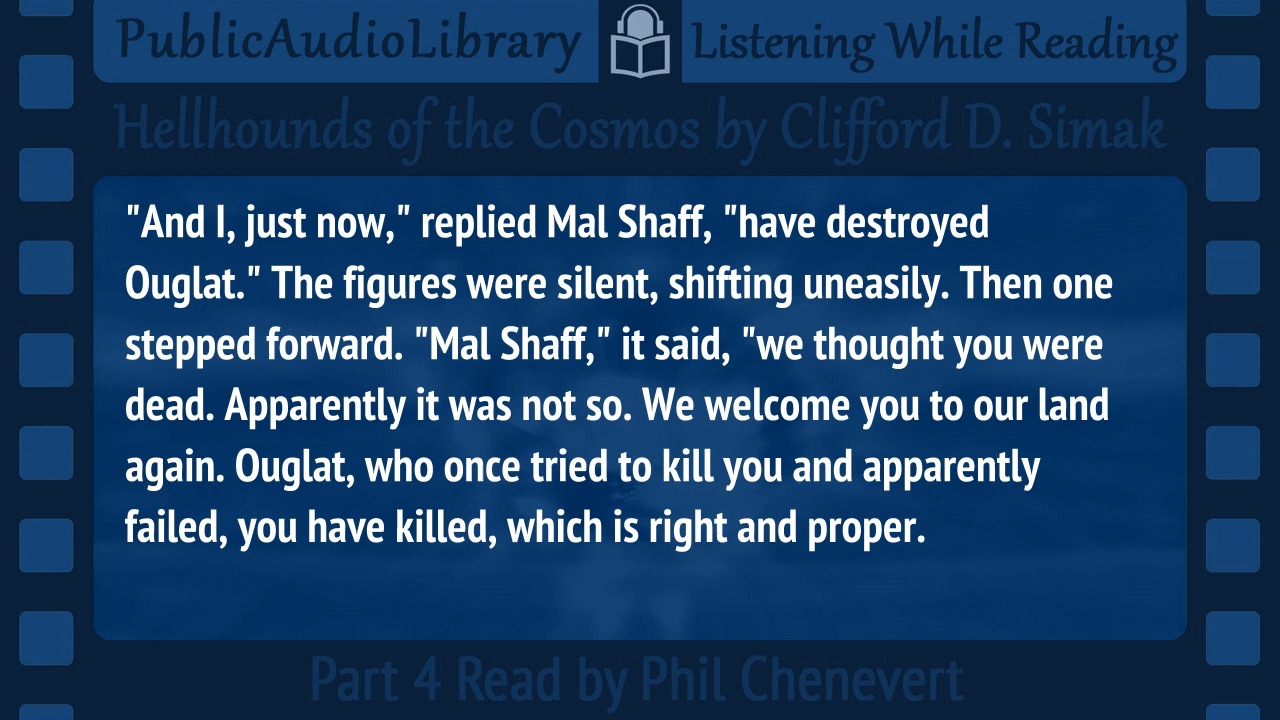 PublicAudioLibrary Listening While Reading
Hellhounds of the Cosmos by Clifford D. Simak
"And I, just now," replied Mal Shaff, "have destroyed
Ouglat." The figures were silent, shifting uneasily. Then one
stepped forward. "Mal Shaff," it said, "we thought you were
dead. Apparently it was not so. We welcome you to our land
again. Ouglat, who once tried to kill you and apparently
failed, you have killed, which is right and proper.
Part 4 Read by Phil Chenevert